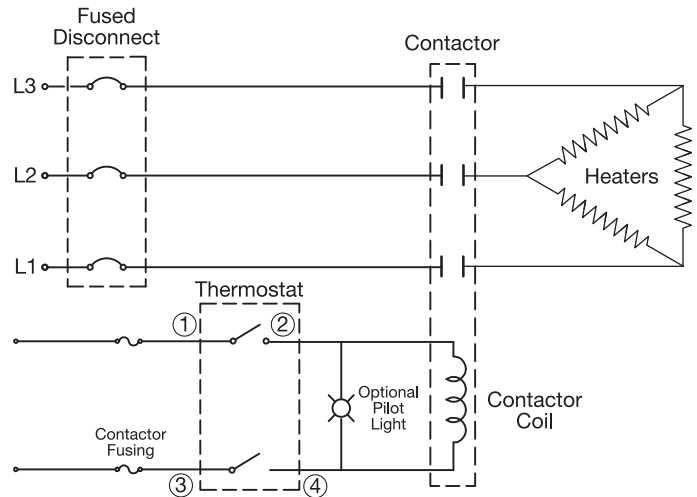 Fused
Disconnect
Contactor
L3
L2
Heaters
L1
Thermostat
① ②
Optional
Pilot
Light
Contactor
Coil
Contactor
Fusing
③ ④